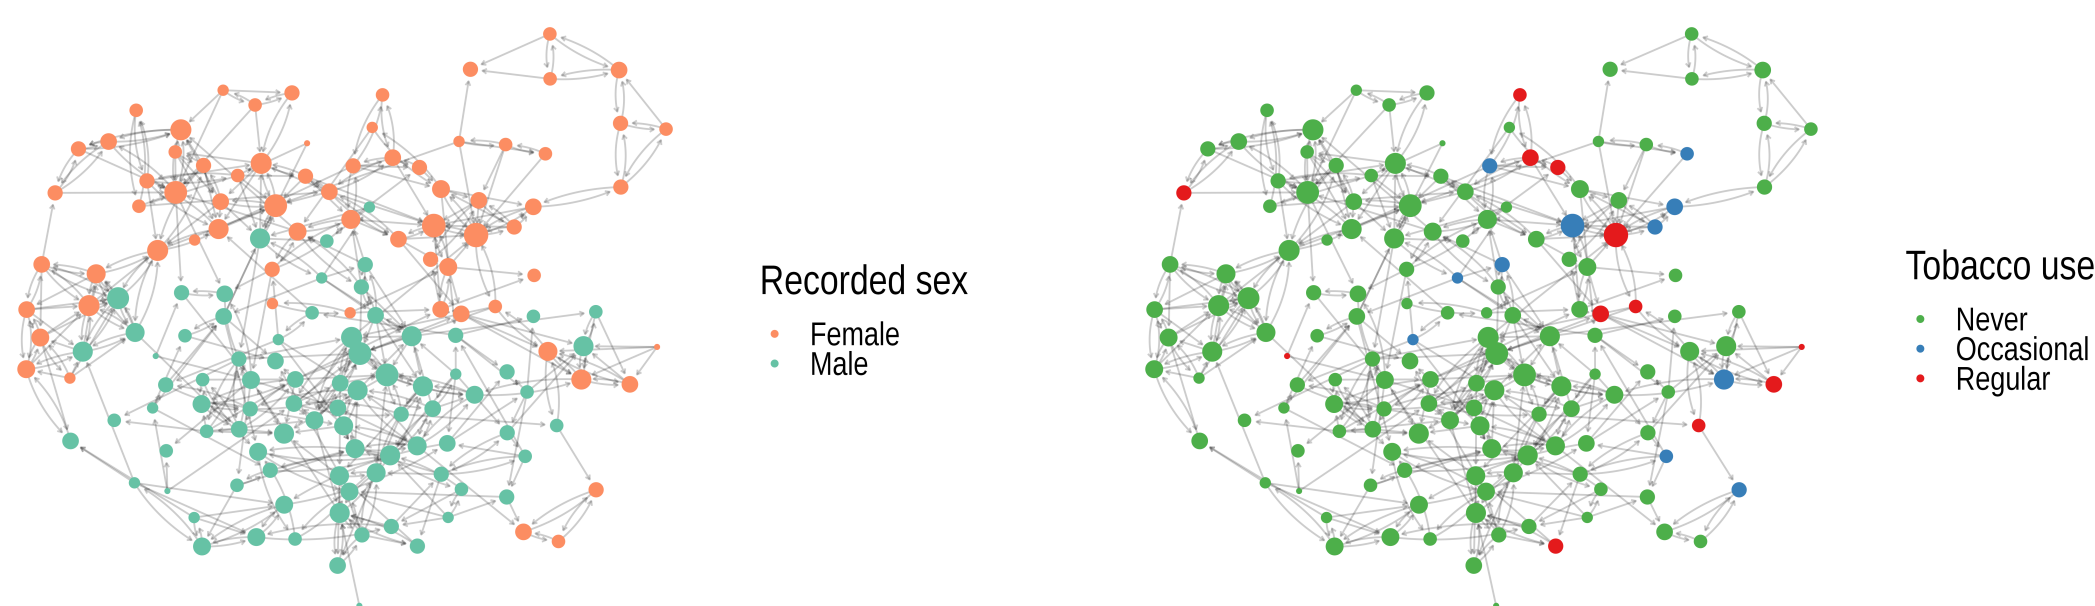 Recorded sex
Female
Male
Tobacco use
Never
Occasional
Regular